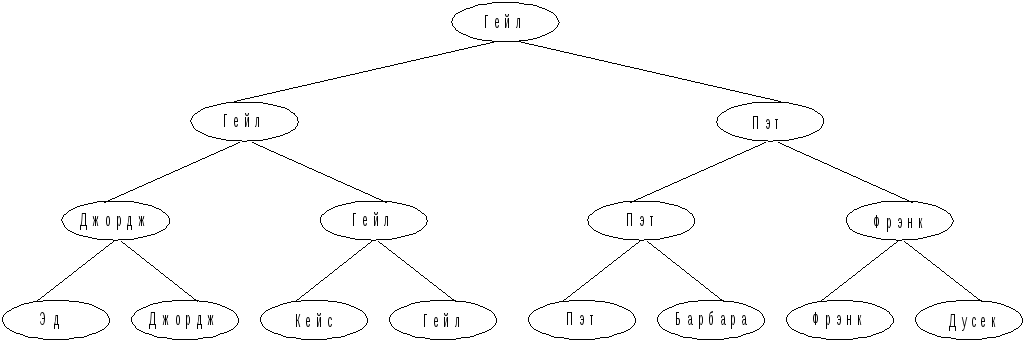 Гейл
Гейл Пэт
Джордж Гейл Пэт Фрэнк
Эд Джордж Кейс Гейл Пэт Барбара Фрэнк Дусек